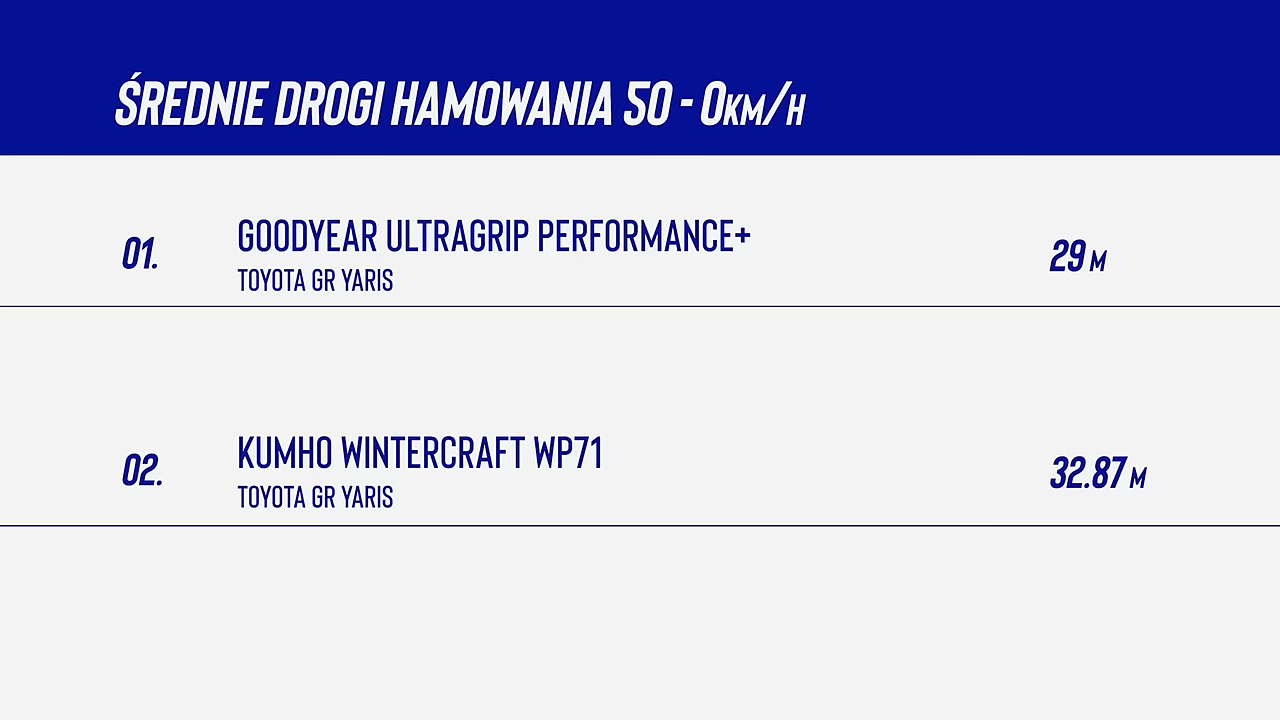 ŚREDNIE DROGI HAMOWANIA 50 - 0KM/H
01.
GOODYEAR ULTRAGRIP PERFORMANCE+
TOYOTA GR YARIS
29 M
02.
KUMHO WINTERCRAFT WP71
TOYOTA GR YARIS
32.87 M